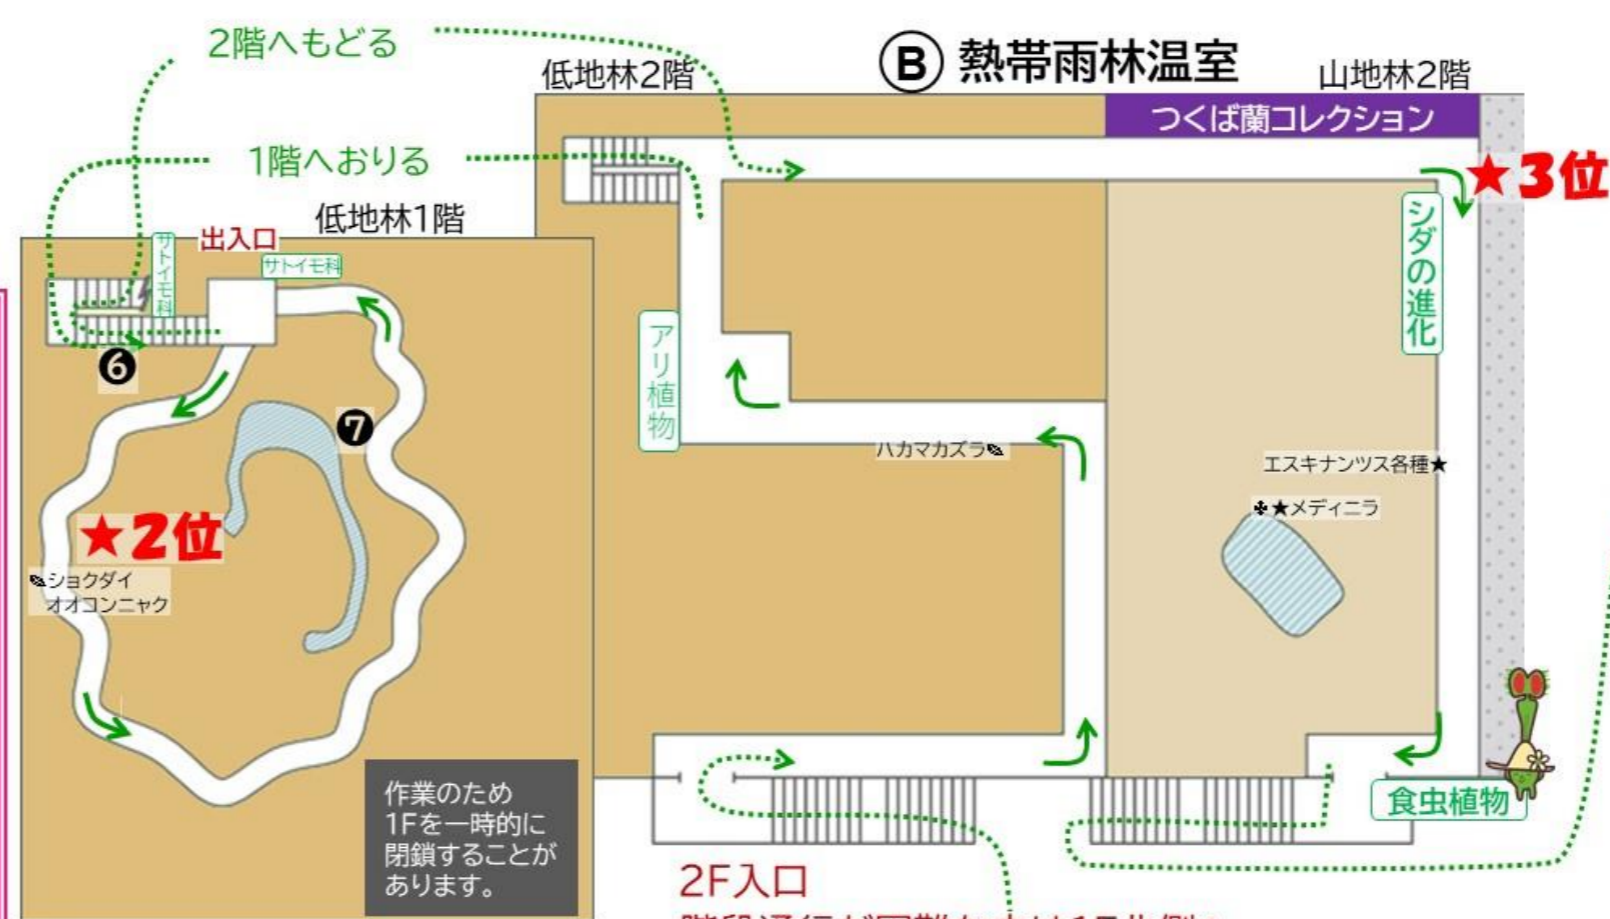 2階へもどる
Ⓑ 熱帯雨林温室
低地林2階
山地林2階
つくば蘭コレクション
1階へおりる
★3位
低地林1階
出入口
サトイモ科
サトイモ科
シダの進化
アリ植物
❻
❼
ハカマカズラ
エスキナンツス各種★
★メディニラ
★2位
ショクダイ
オオコンニャク
作業のため
1Fを一時的に
閉鎖することが
あります。
食虫植物
2F入口